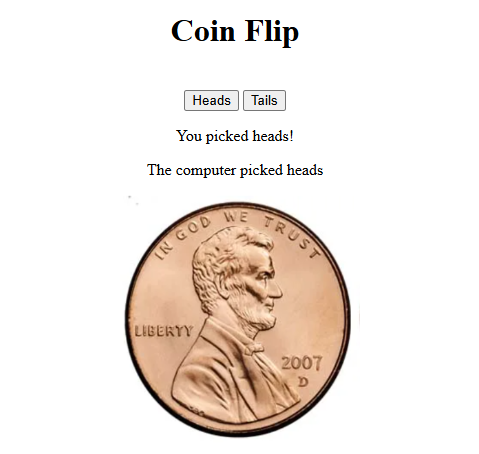 Coin Flip
Heads Tails
You picked heads!
The computer picked heads
IN GOD WE TRUST
LIBERTY
2007
D